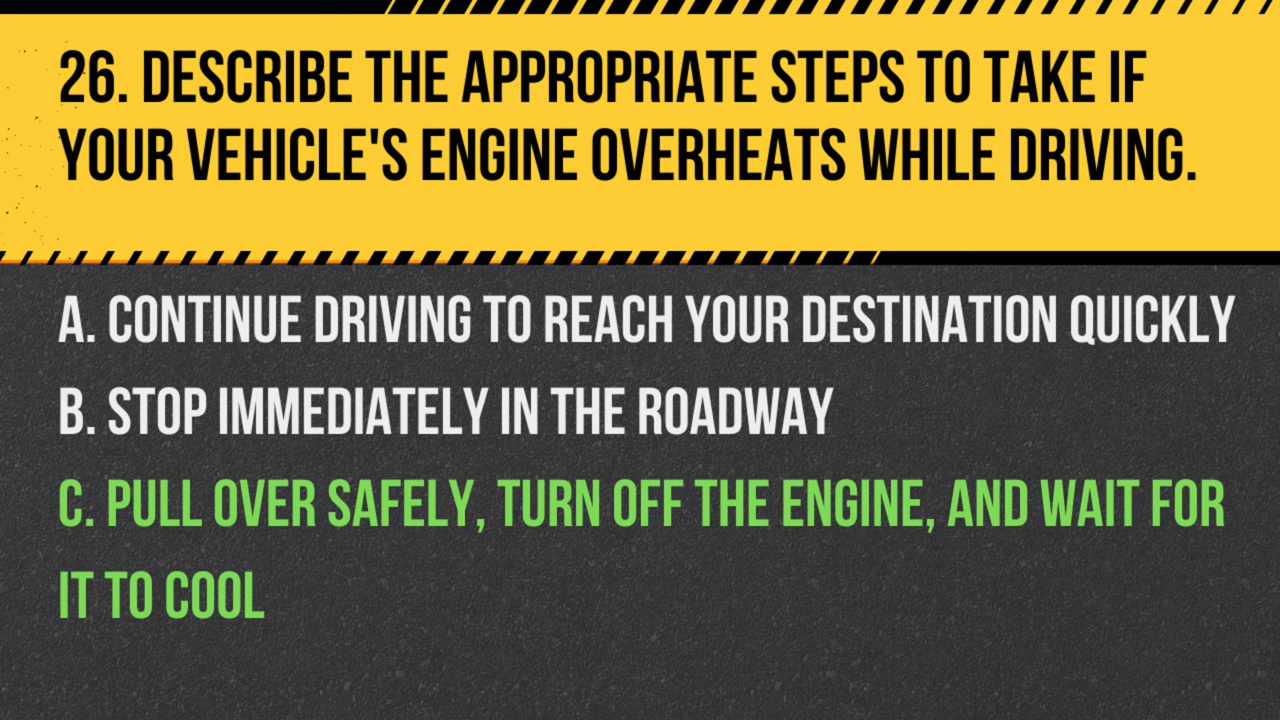 26. DESCRIBE THE APPROPRIATE STEPS TO TAKE IF
YOUR VEHICLE'S ENGINE OVERHEATS WHILE DRIVING.
A. CONTINUE DRIVING TO REACH YOUR DESTINATION QUICKLY
B. STOP IMMEDIATELY IN THE ROADWAY
C. PULL OVER SAFELY, TURN OFF THE ENGINE, AND WAIT FOR
IT TO COOL